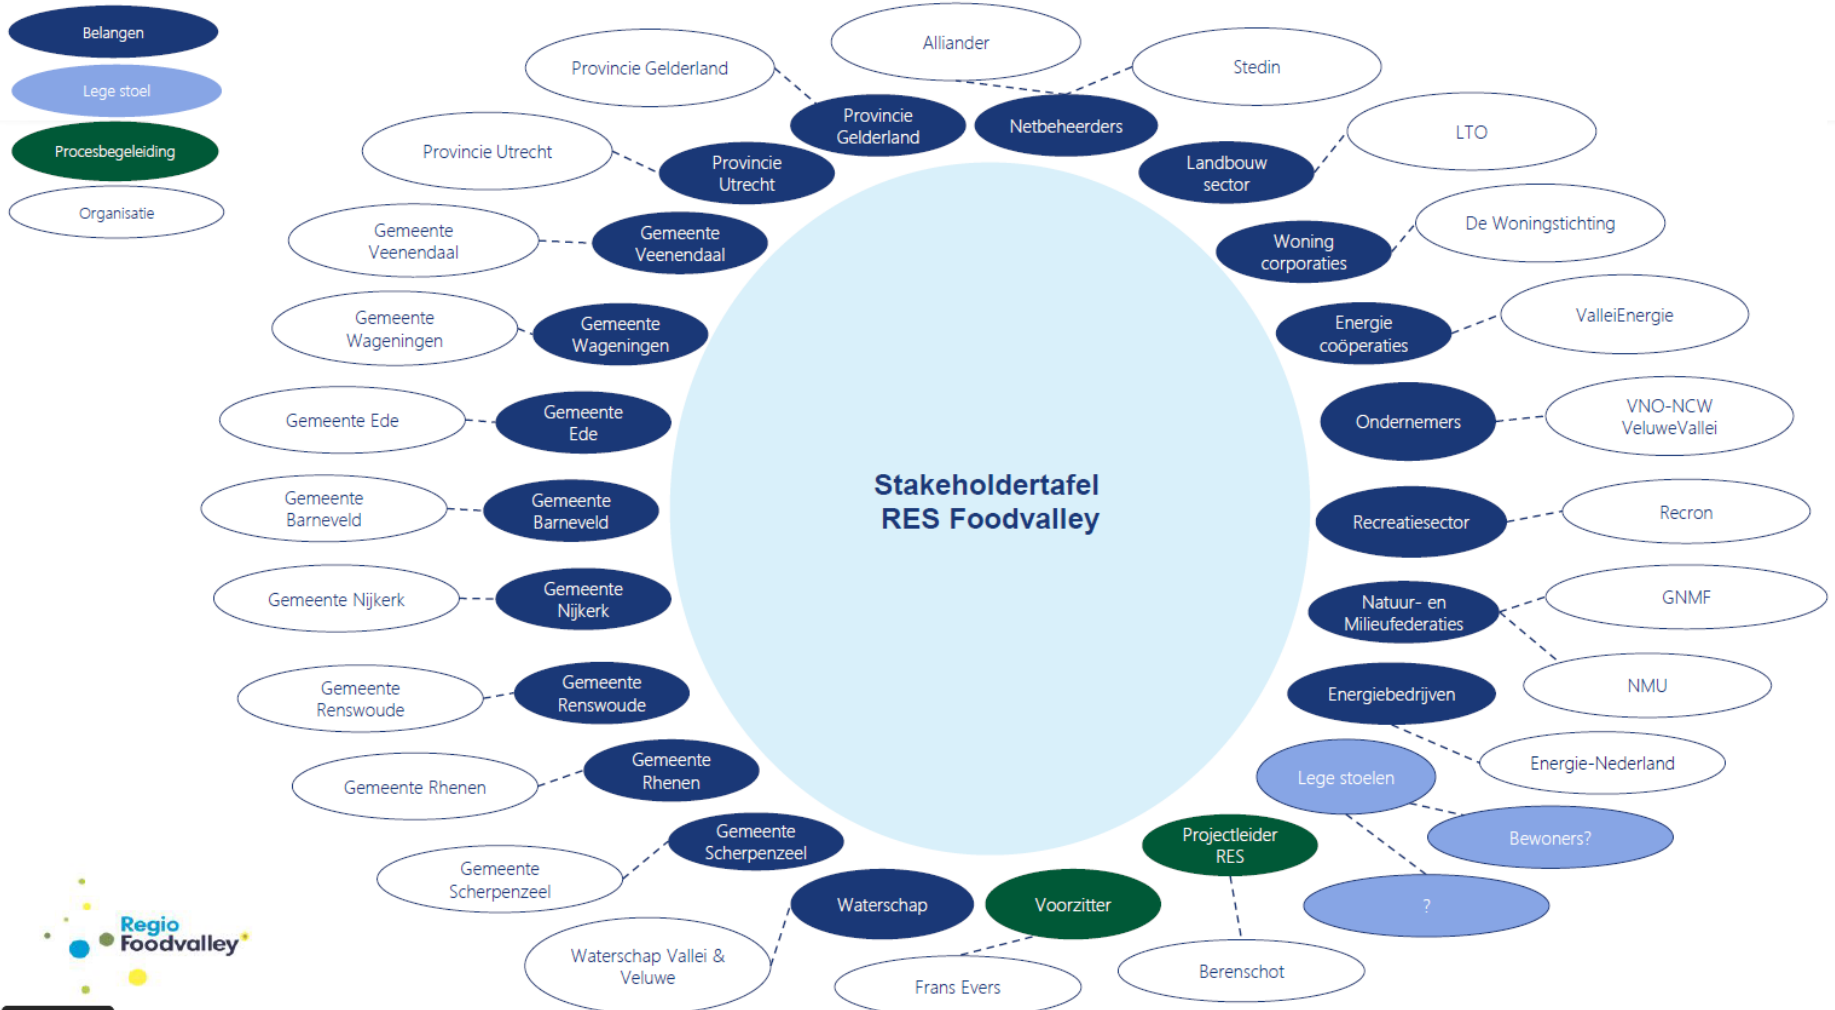 Belangen
Lege stoel
Procesbegeleiding
Organisatie
Alliander
Stedin
Provincie Gelderland
Provincie
Gelderland
Netbeheerders
LTO
Provincie Utrecht
Provincie
Utrecht
Landbouw
sector
De Woningstichting
Gemeente
Veenendaal
Gemeente
Veenendaal
Woning
corporaties
ValleiEnergie
Gemeente
Wageningen
Gemeente
Wageningen
Energie
coöperaties
VNO-NCW
VeluweVallei
Gemeente Ede
Gemeente
Ede
Ondernemers
Stakeholdertafel
RES Foodvalley
Gemeente
Barneveld
Gemeente
Barneveld
Recreatiesector
Recron
Gemeente Nijkerk
Gemeente
Nijkerk
Natuur- en
Milieufederaties
GNMF
NMU
Gemeente
Renswoude
Gemeente
Renswoude
Energiebedrijven
Energie-Nederland
Gemeente Rhenen
Gemeente
Rhenen
Lege stoelen
Bewoners?
?
Gemeente
Scherpenzeel
Gemeente
Scherpenzeel
Projectleider
RES
Berenschot
Waterschap
Waterschap Vallei &
Veluwe
Voorzitter
Frans Evers
Regio
Foodvalley